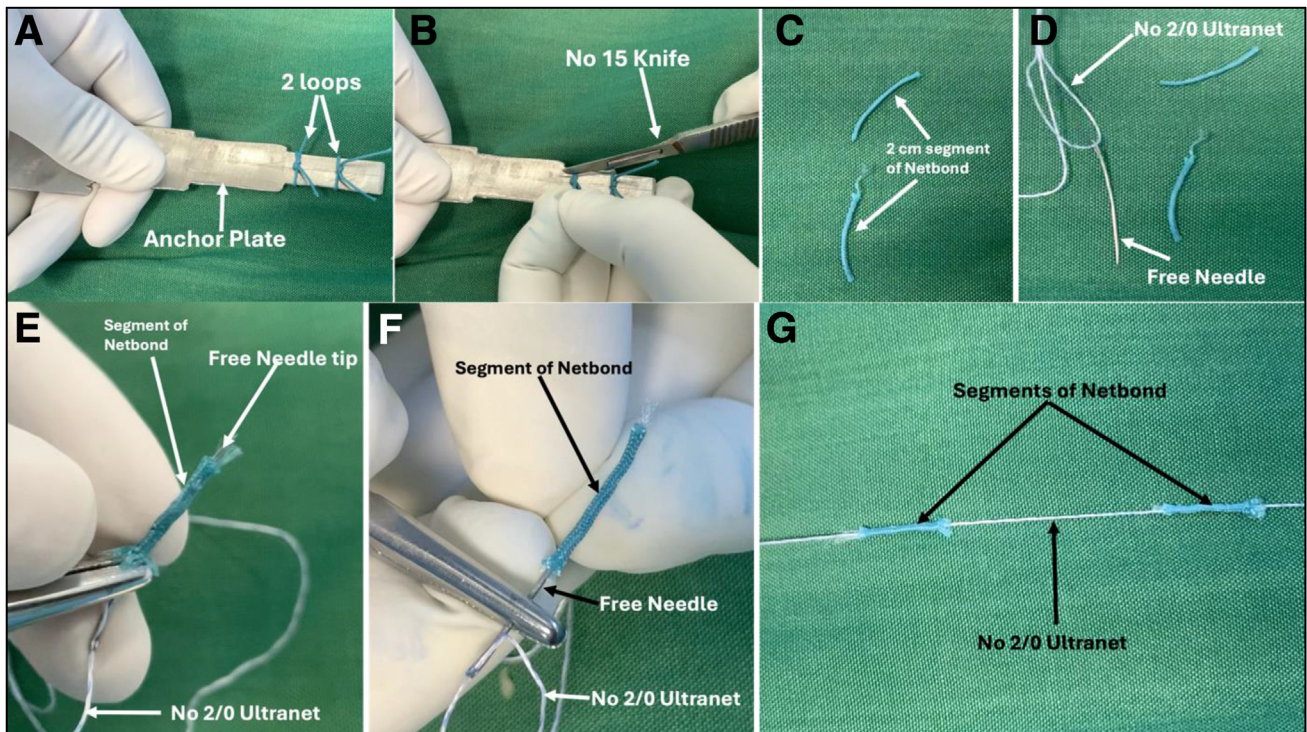 A
2 loops
Anchor Plate
B
No 15 Knife
C
2 cm segment
of Netbond
D
No 2/0 Ultranet
Free Needle
E
Segment of
Netbond
Free Needle tip
No 2/0 Ultranet
F
Segment of Netbond
Free Needle
No 2/0 Ultranet
G
Segments of Netbond
No 2/0 Ultranet